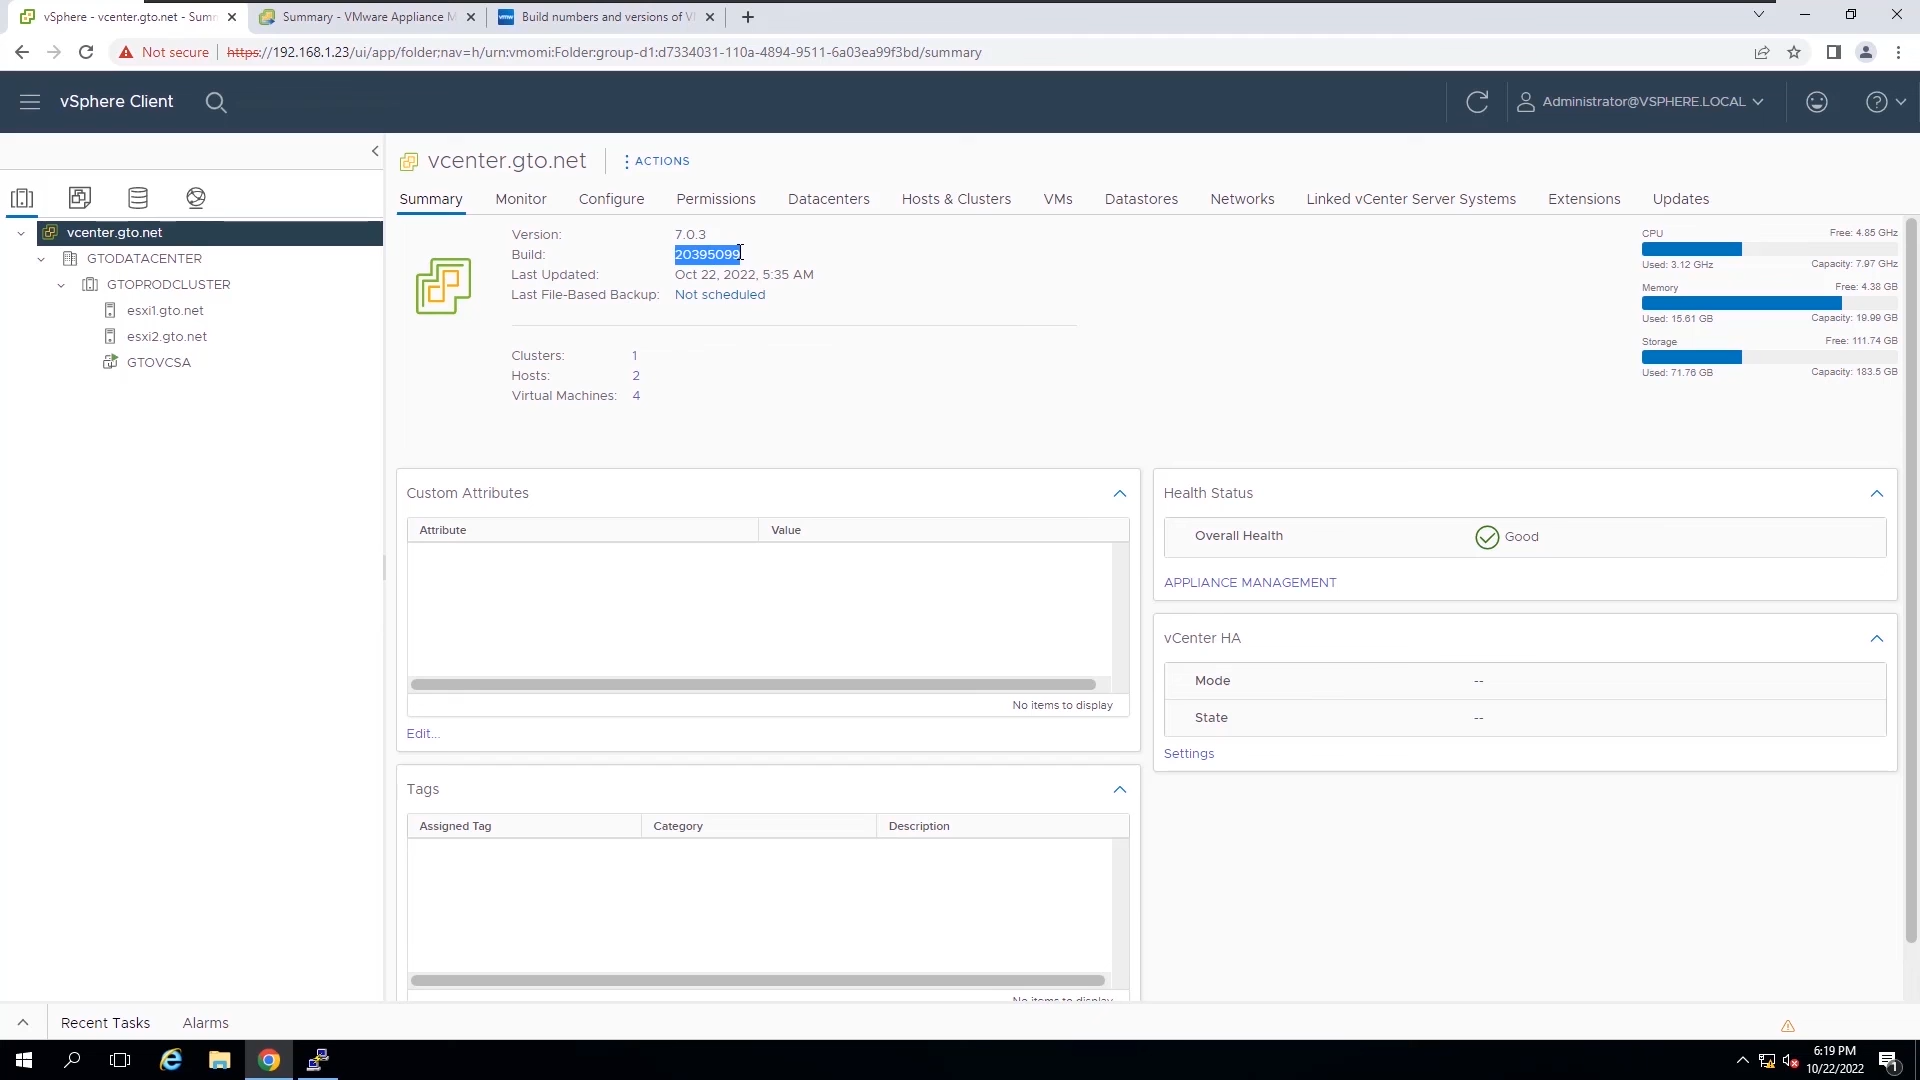 vSphere - vcenter.gto.net - Sum
Summary - VMware Appliance M
Build numbers and versions of V
Not secure
https://192.168.1.23/ui/app/folder;nav=h/urn:vmomi:Folder:group-d1:d7334031-110a-4894-9511-6a03ea99f3bd/summary
vSphere Client
Administrator@VSPHERE.LOCAL
vcenter.gto.net
ACTIONS
Summary Monitor Configure Permissions Datacenters Hosts & Clusters VMs Datastores Networks Linked vCenter Server Systems Extensions Updates
vcenter.gto.net
GTODATACENTER
GTOPRODCLUSTER
esxi1.gto.net
esxi2.gto.net
GTOVCSA
Version: 7.0.3
Build: 20395099
Last Updated: Oct 22, 2022, 5:35 AM
Last File-Based Backup: Not scheduled
Clusters: 1
Hosts: 2
Virtual Machines: 4
CPU Free: 4.85 GHz
Used: 3.12 GHz Capacity: 7.97 GHz
Memory Free: 4.38 GB
Used: 15.61 GB Capacity: 19.99 GB
Storage Free: 111.74 GB
Used: 71.76 GB Capacity: 183.5 GB
Custom Attributes
Attribute Value
No items to display
Edit...
Tags
Assigned Tag Category Description
No items to display
Health Status
Overall Health Good
APPLIANCE MANAGEMENT
vCenter HA
Mode --
State --
Settings
Recent Tasks Alarms
6:19 PM
10/22/2022
1